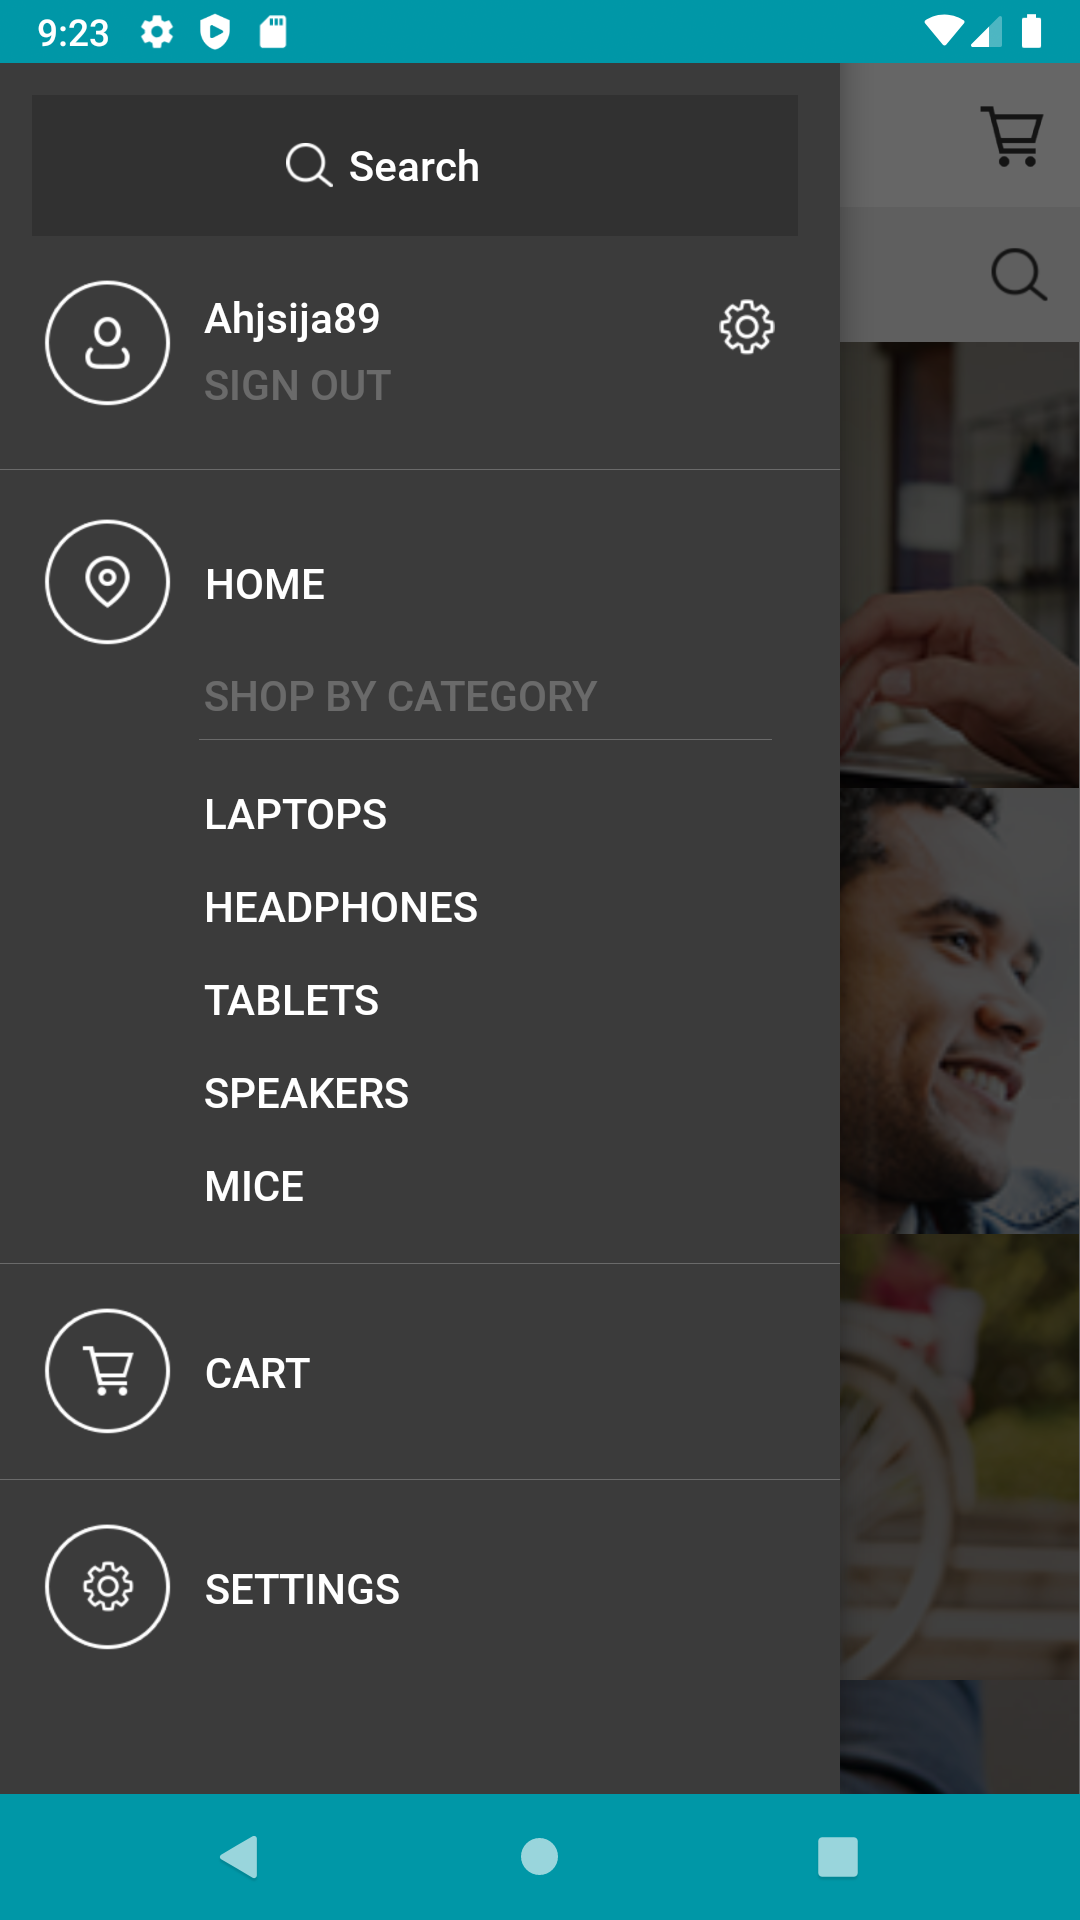 9:23
Search
Ahjsija89
SIGN OUT
HOME
SHOP BY CATEGORY
LAPTOPS
HEADPHONES
TABLETS
SPEAKERS
MICE
CART
SETTINGS